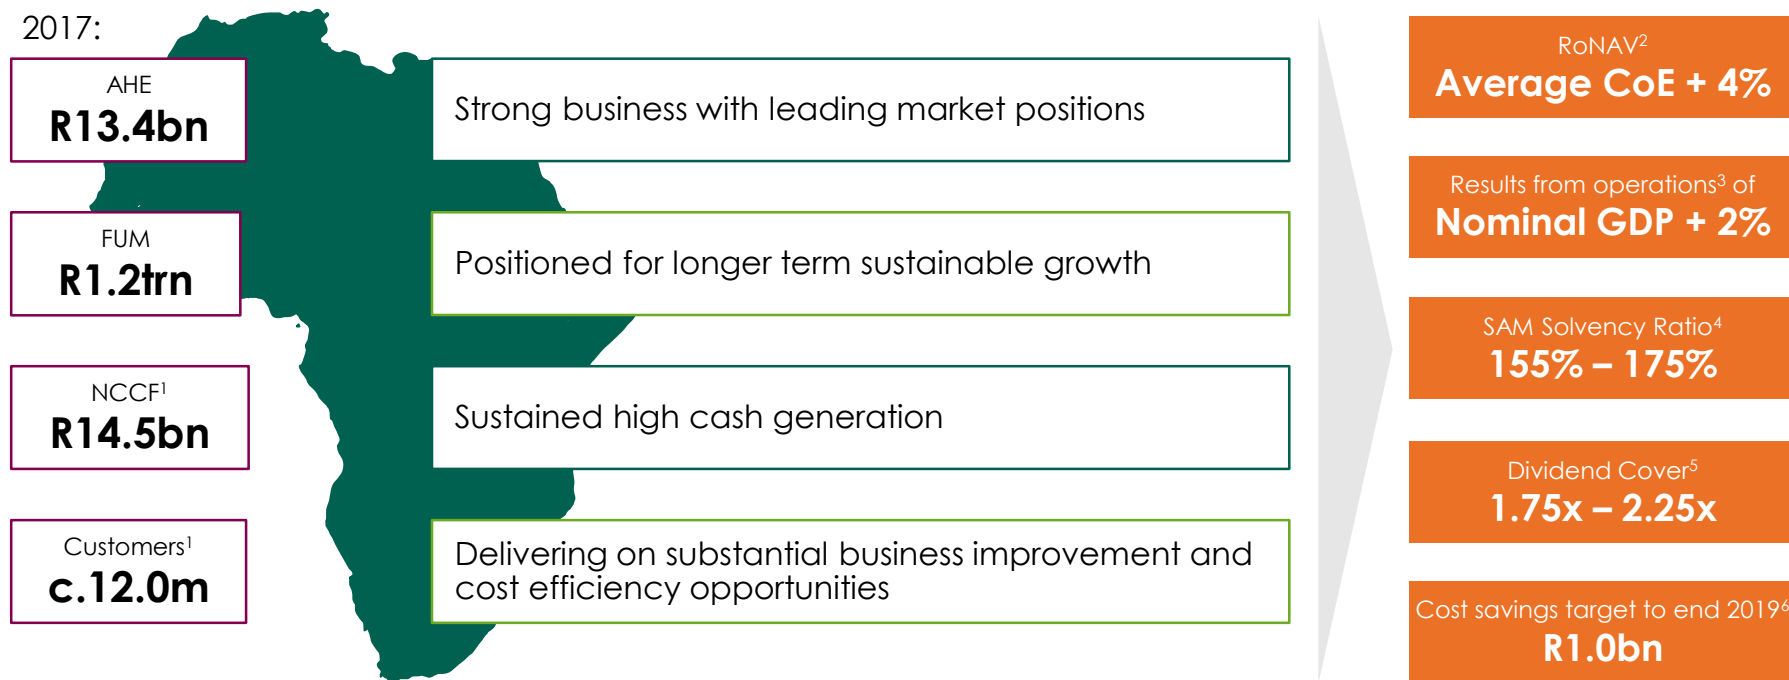 2017:
AHE
R13.4bn
Strong business with leading market positions
FUM
R1.2trn
Positioned for longer term sustainable growth
NCCF¹
R14.5bn
Sustained high cash generation
Customers¹
c.12.0m
Delivering on substantial business improvement and
cost efficiency opportunities
RoNAV²
Average CoE + 4%
Results from operations³ of
Nominal GDP + 2%
SAM Solvency Ratio⁴
155% – 175%
Dividend Cover⁵
1.75x – 2.25x
Cost savings target to end 2019⁶
R1.0bn